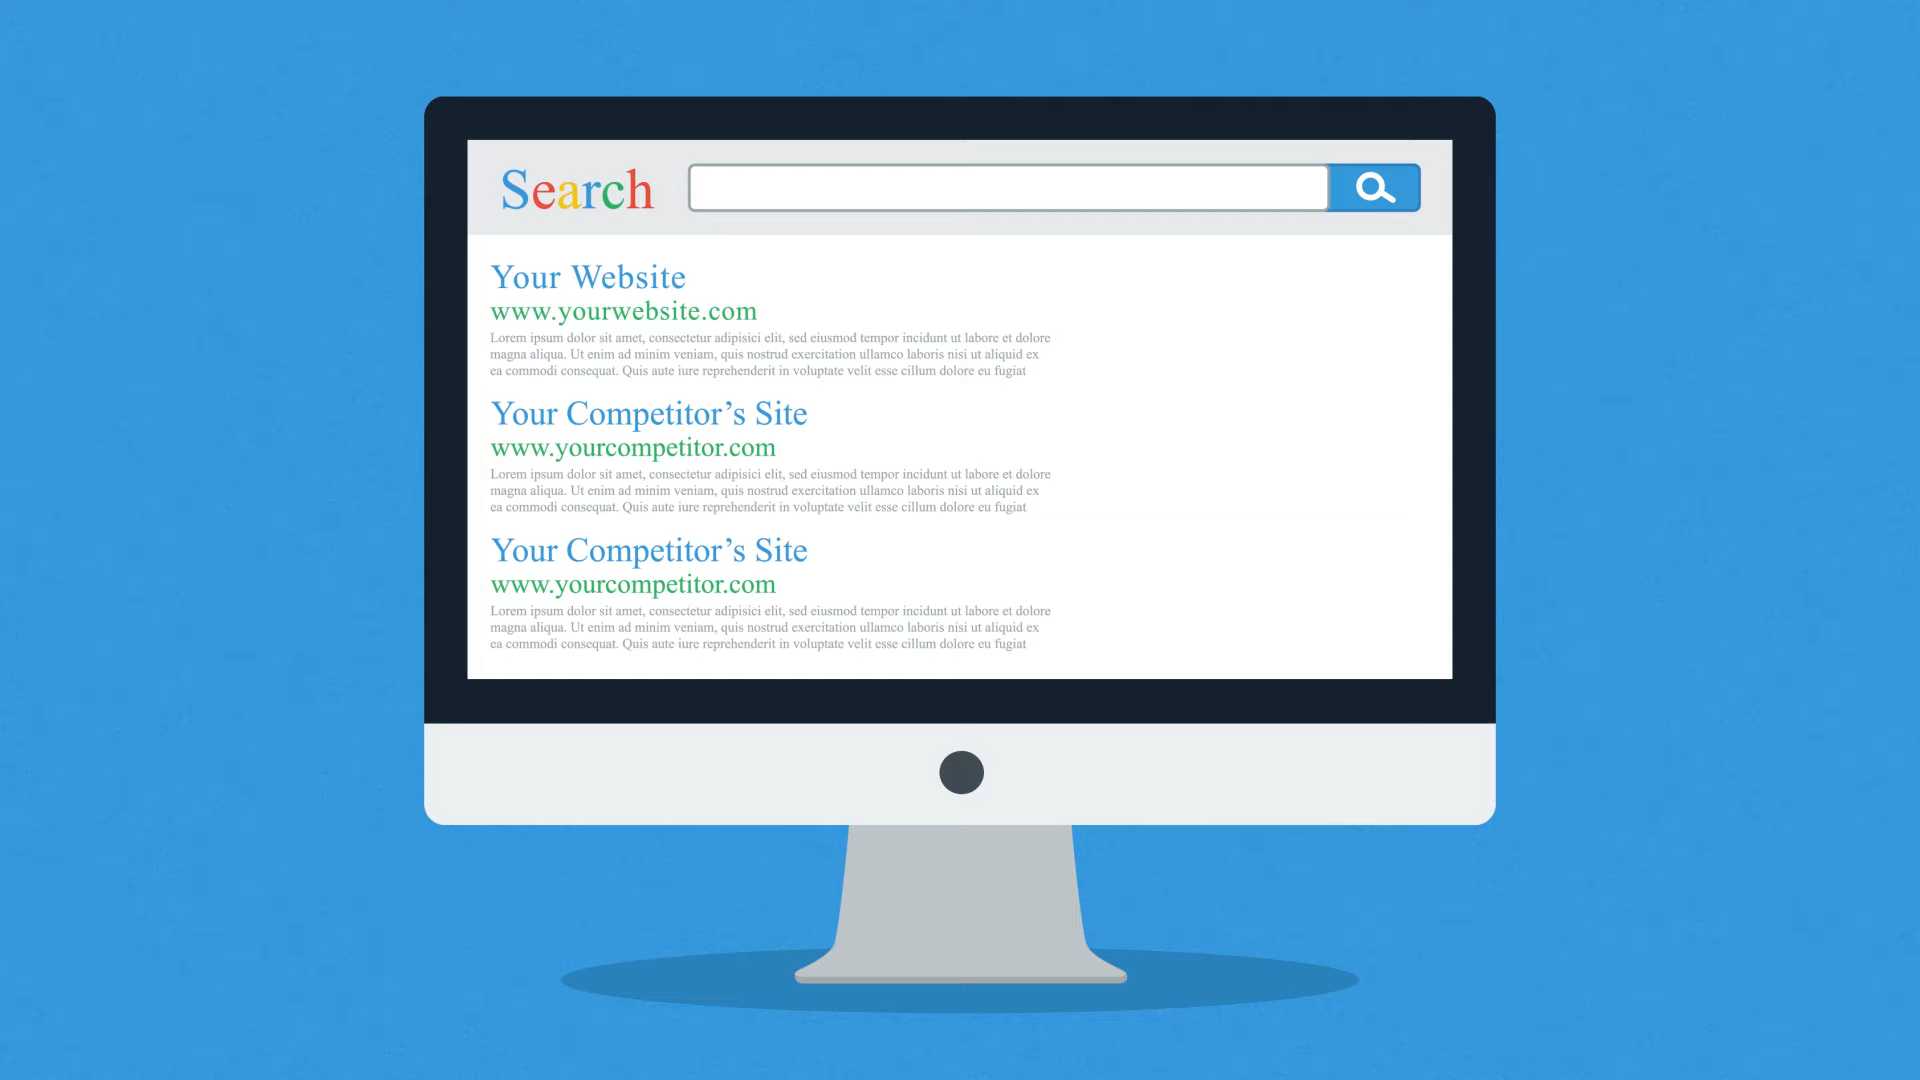 Search
Your Website
www.yourwebsite.com
Lorem ipsum dolor sit amet, consectetur adipisici elit, sed eiusmod tempor incidunt ut labore et dolore
magna aliqua. Ut enim ad minim veniam, quis nostrud exercitation ullamco laboris nisi ut aliquid ex
ea commodi consequat. Quis aute iure reprehenderit in voluptate velit esse cillum dolore eu fugiat
Your Competitor’s Site
www.yourcompetitor.com
Lorem ipsum dolor sit amet, consectetur adipisici elit, sed eiusmod tempor incidunt ut labore et dolore
magna aliqua. Ut enim ad minim veniam, quis nostrud exercitation ullamco laboris nisi ut aliquid ex
ea commodi consequat. Quis aute iure reprehenderit in voluptate velit esse cillum dolore eu fugiat
Your Competitor’s Site
www.yourcompetitor.com
Lorem ipsum dolor sit amet, consectetur adipisici elit, sed eiusmod tempor incidunt ut labore et dolore
magna aliqua. Ut enim ad minim veniam, quis nostrud exercitation ullamco laboris nisi ut aliquid ex
ea commodi consequat. Quis aute iure reprehenderit in voluptate velit esse cillum dolore eu fugiat